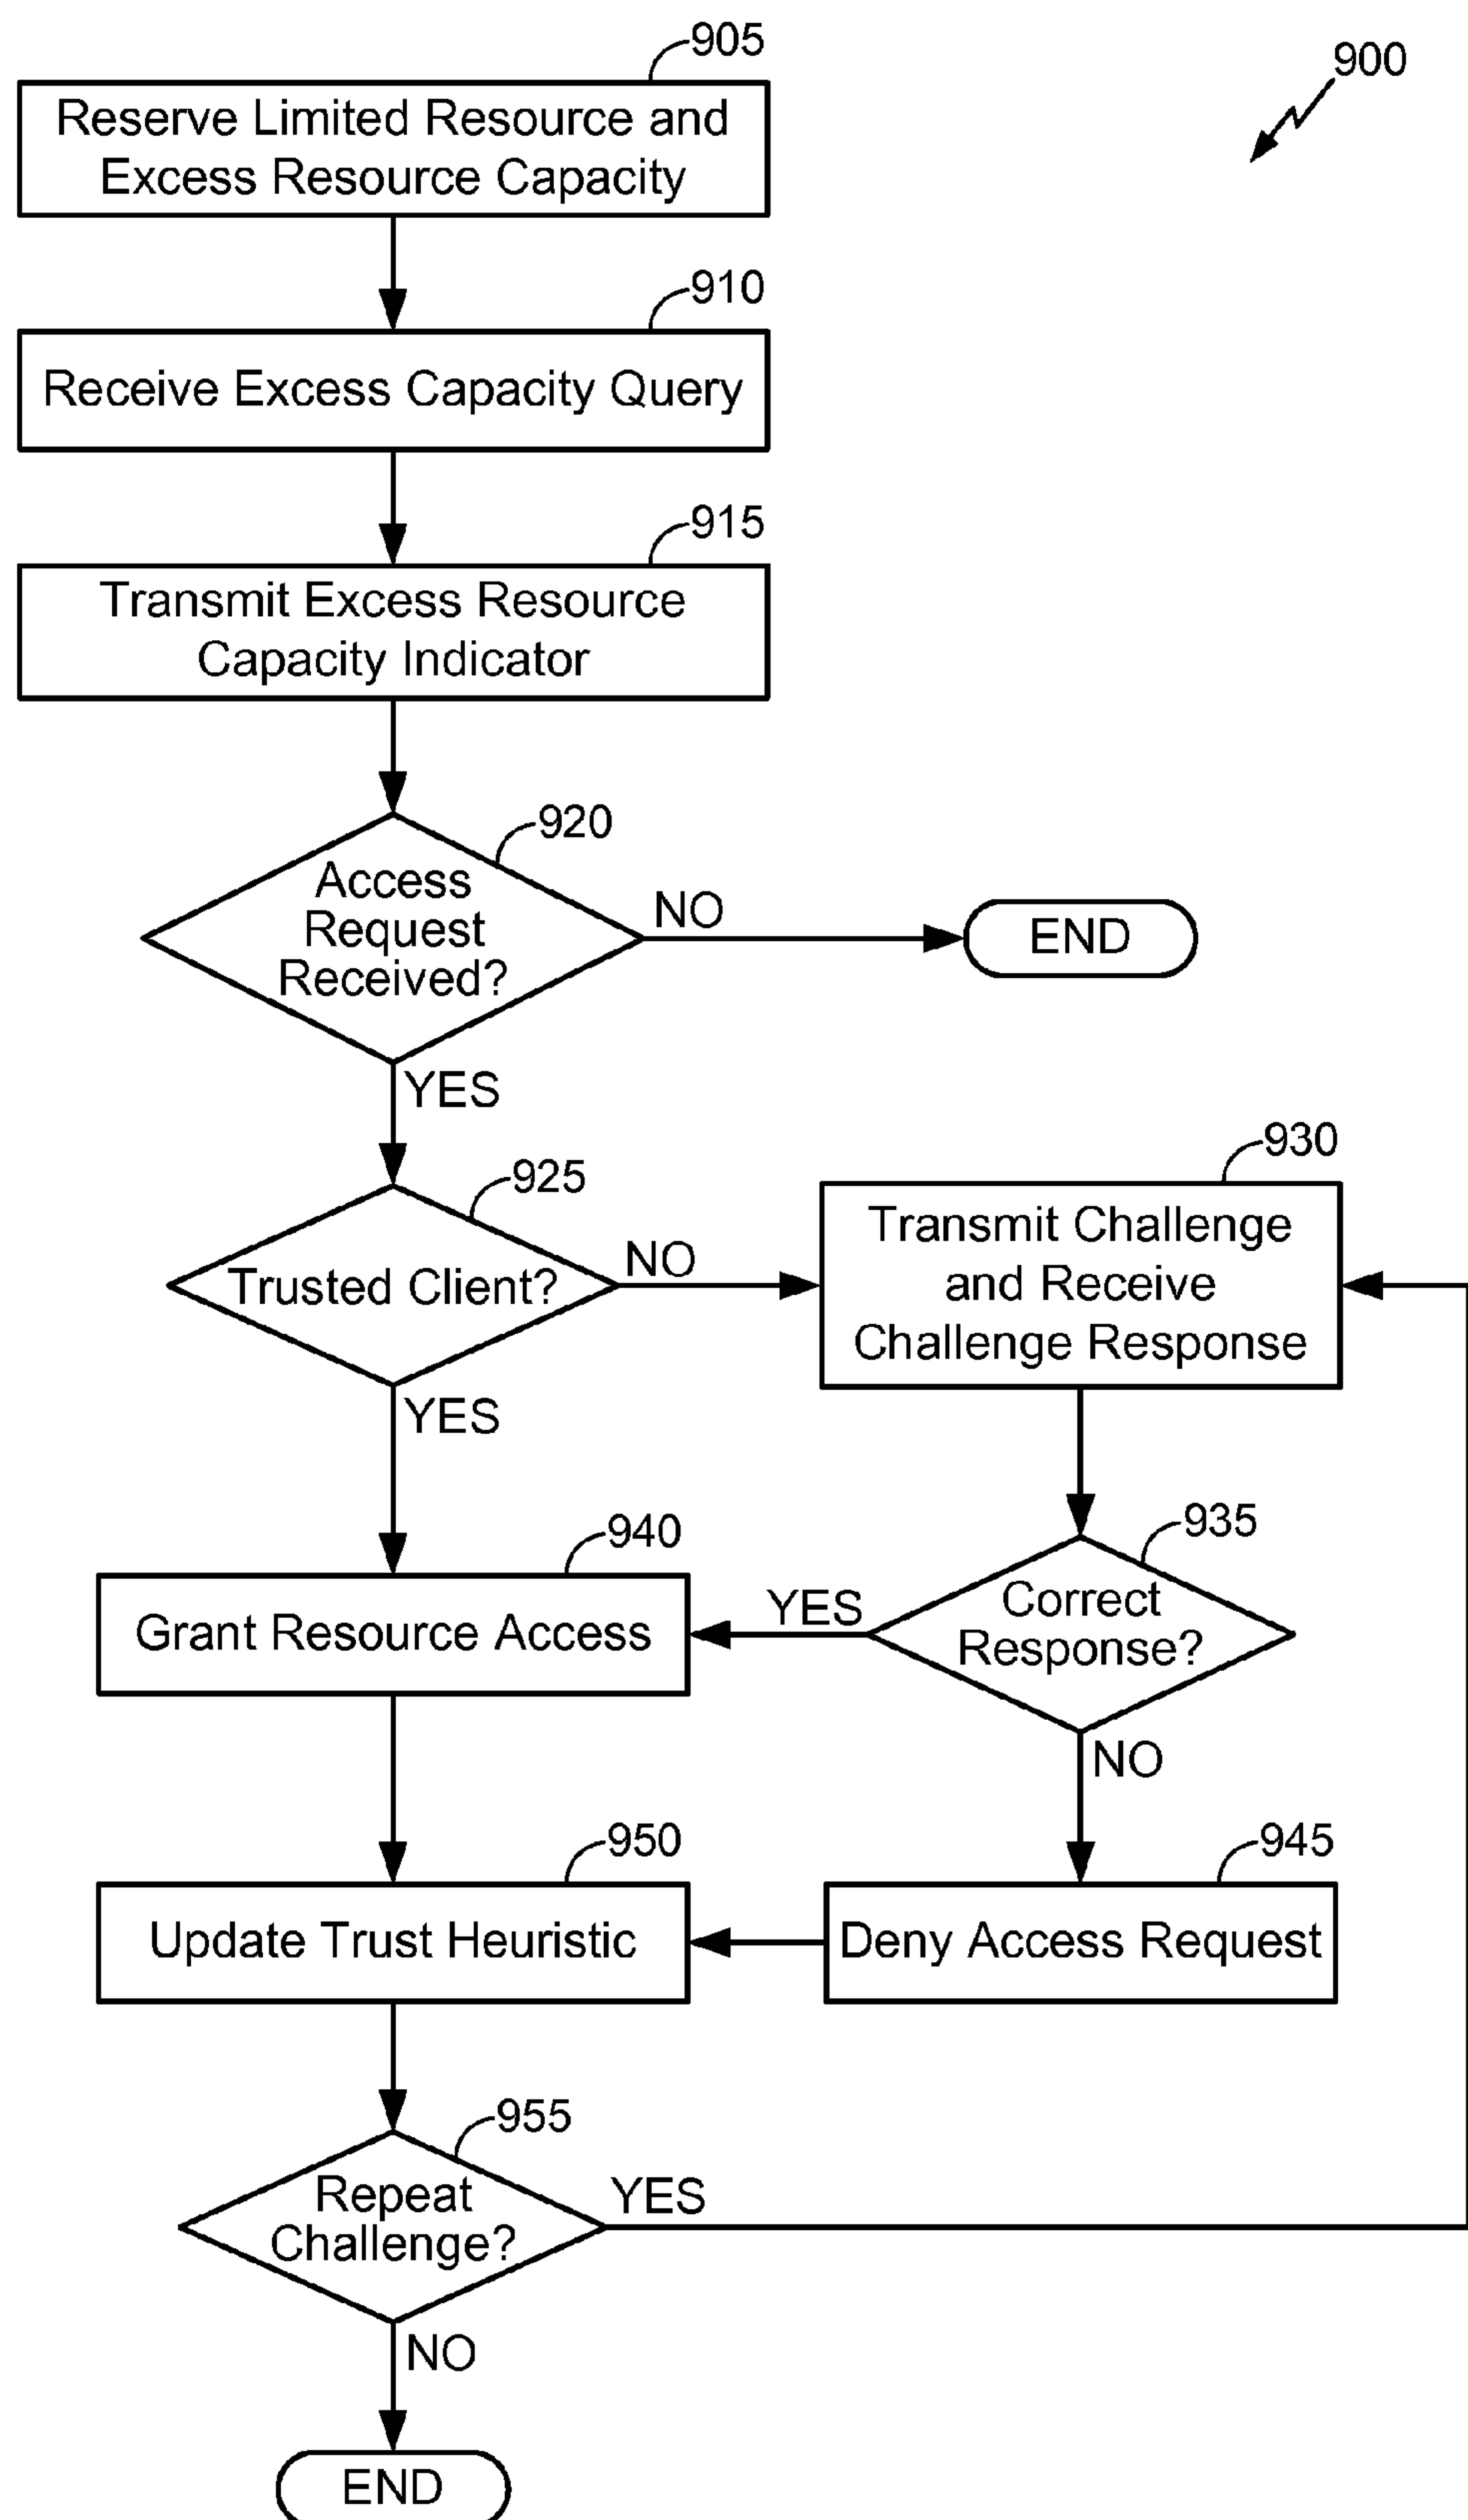 905
900
Reserve Limited Resource and
Excess Resource Capacity
910
Receive Excess Capacity Query
915
Transmit Excess Resource
Capacity Indicator
920
Access
Request
Received?
NO
END
YES
925
Trusted Client?
NO
930
Transmit Challenge
and Receive
Challenge Response
YES
935
Correct
Response?
YES
940
Grant Resource Access
NO
945
Deny Access Request
950
Update Trust Heuristic
955
Repeat
Challenge?
YES
NO
END